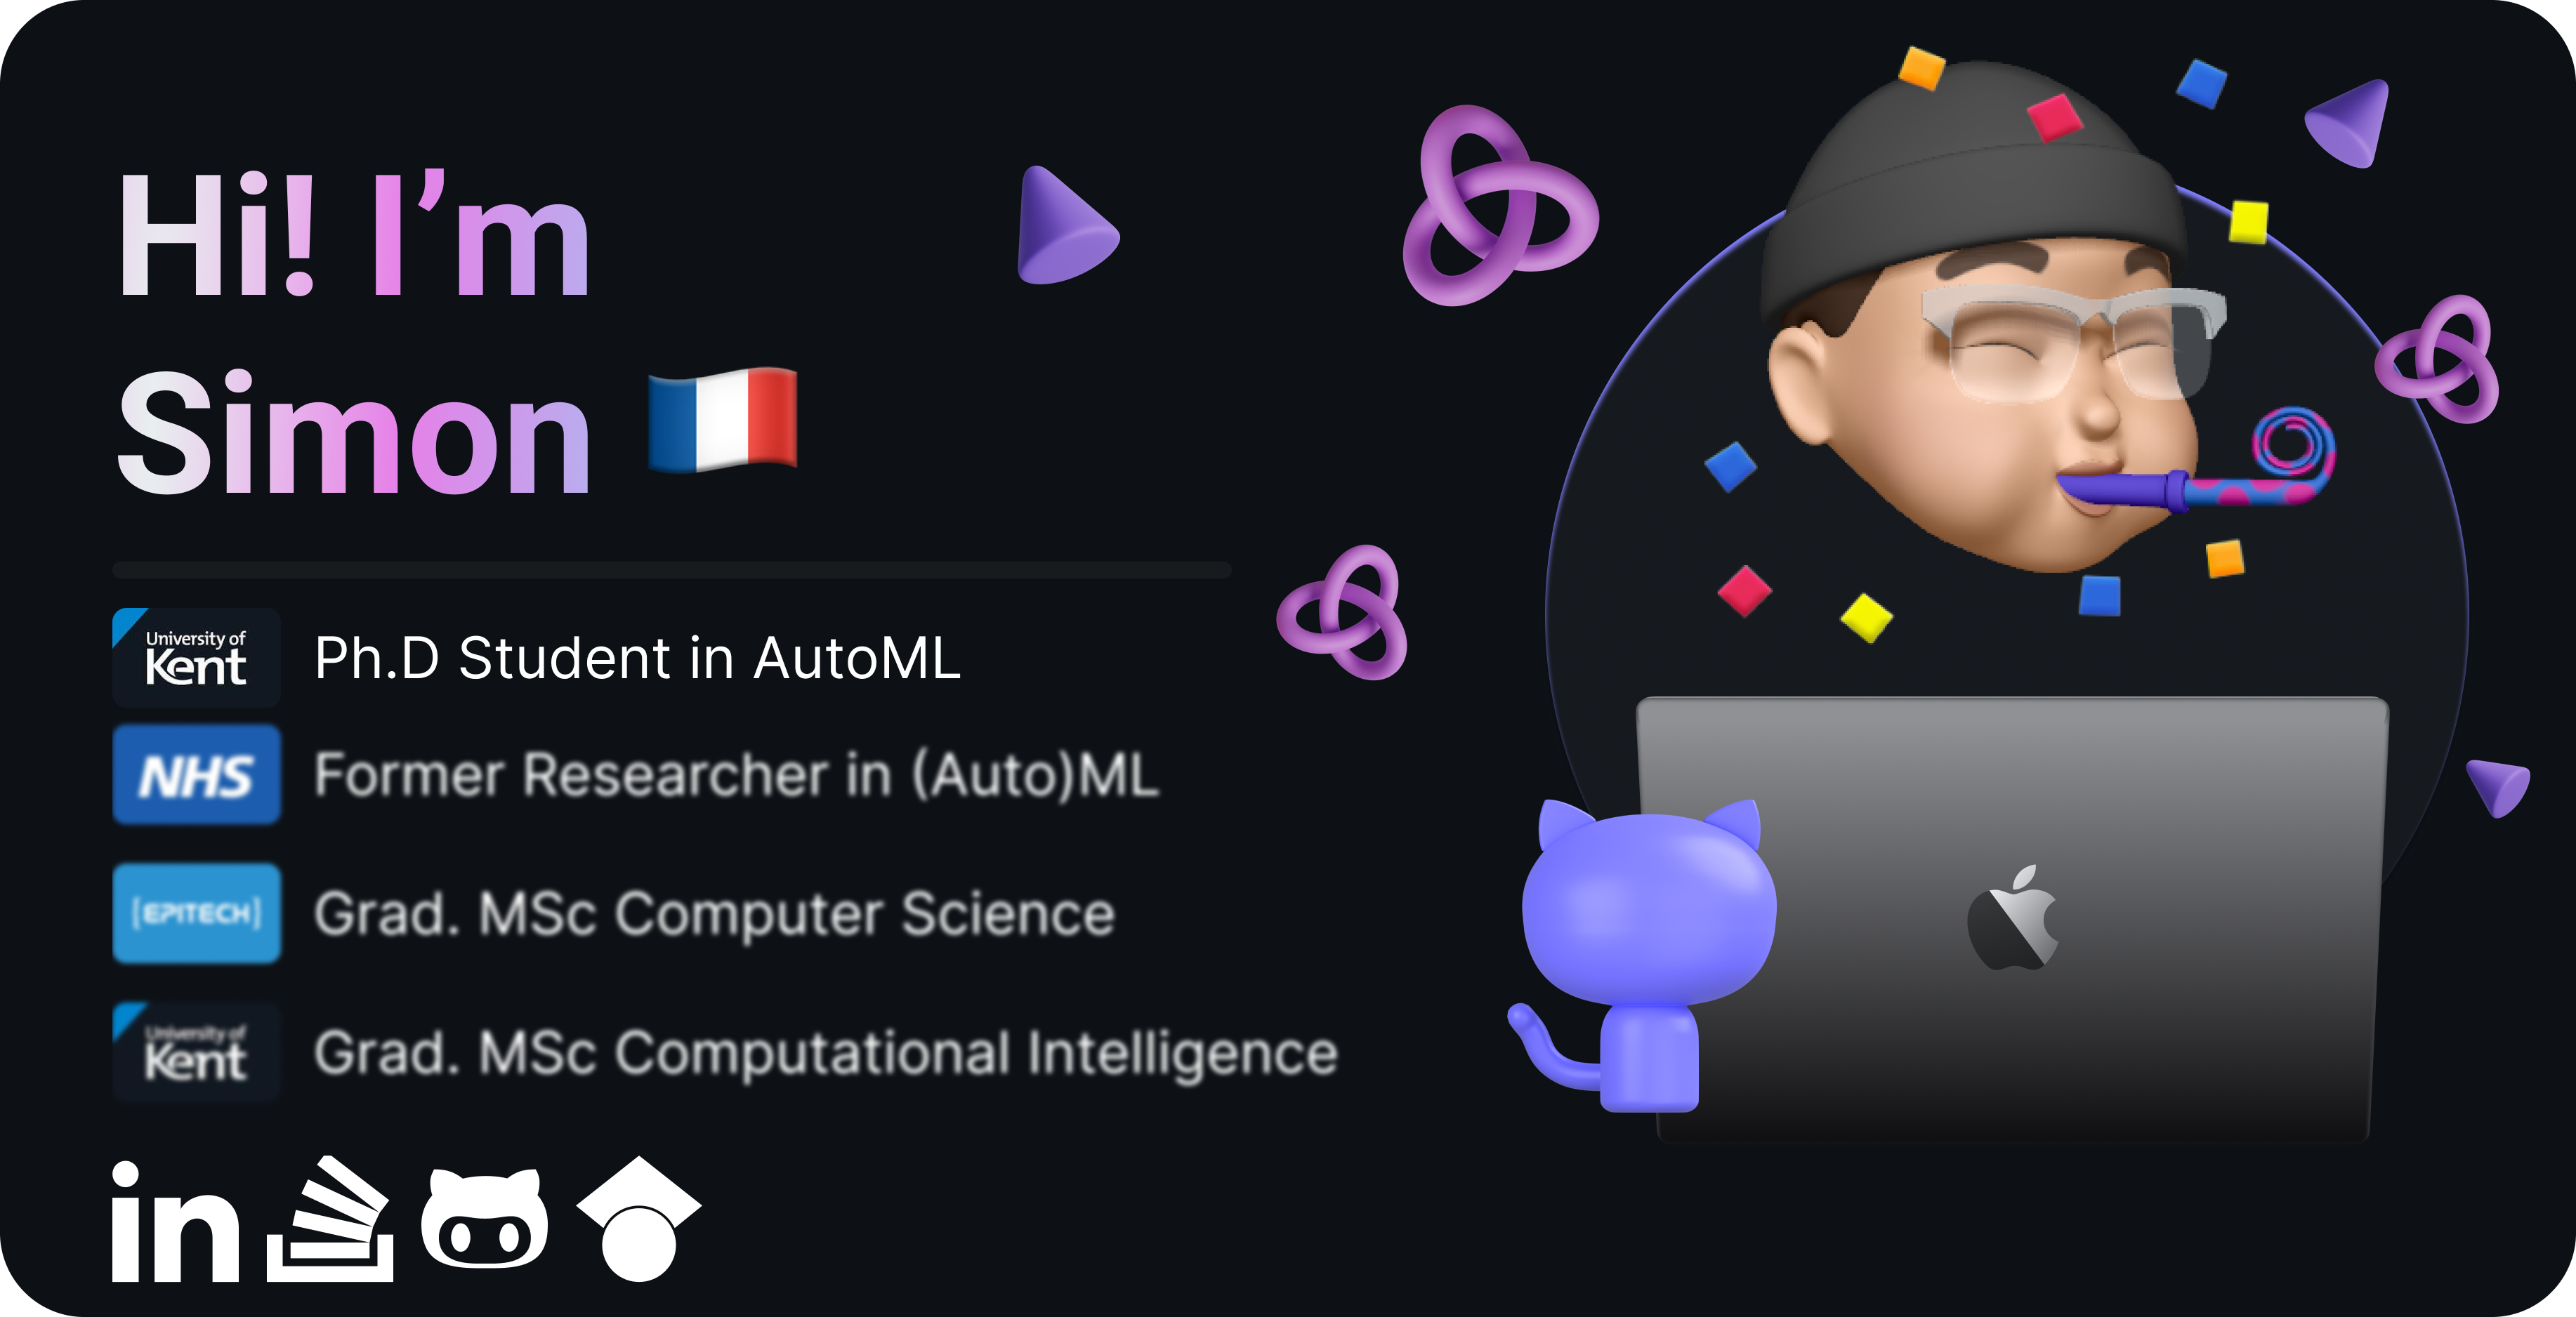 Hi! I’m
Simon 🇫🇷
University of
Kent
Ph.D Student in AutoML
NHS
Former Researcher in (Auto)ML
{EPITECH}
Grad. MSc Computer Science
University of
Kent
Grad. MSc Computational Intelligence
in